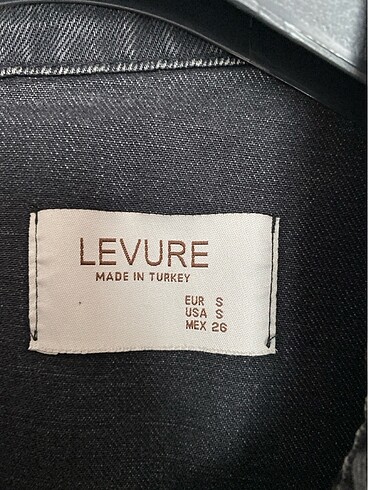 LEVURE
MADE IN TURKEY
EUR S
USA S
MEX 26